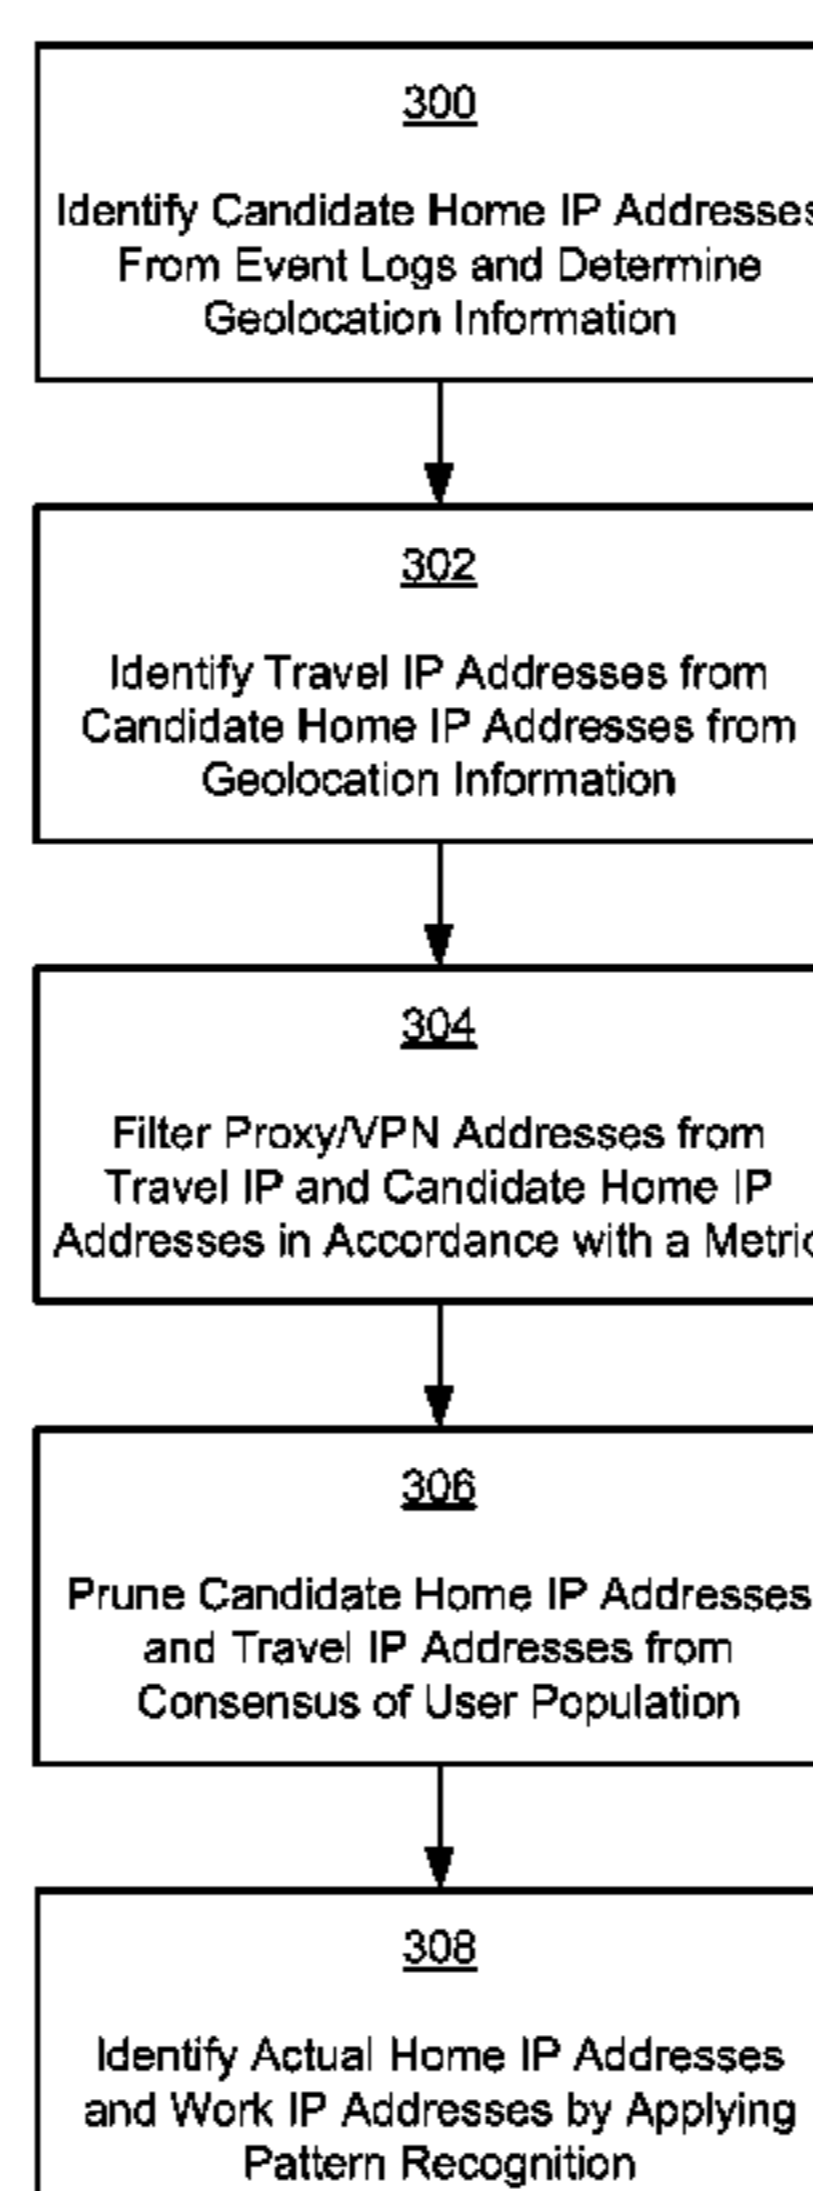 300
Identify Candidate Home IP Addresses
From Event Logs and Determine
Geolocation Information
302
Identify Travel IP Addresses from
Candidate Home IP Addresses from
Geolocation Information
304
Filter Proxy/VPN Addresses from
Travel IP and Candidate Home IP
Addresses in Accordance with a Metric
306
Prune Candidate Home IP Addresses
and Travel IP Addresses from
Consensus of User Population
308
Identify Actual Home IP Addresses
and Work IP Addresses by Applying
Pattern Recognition